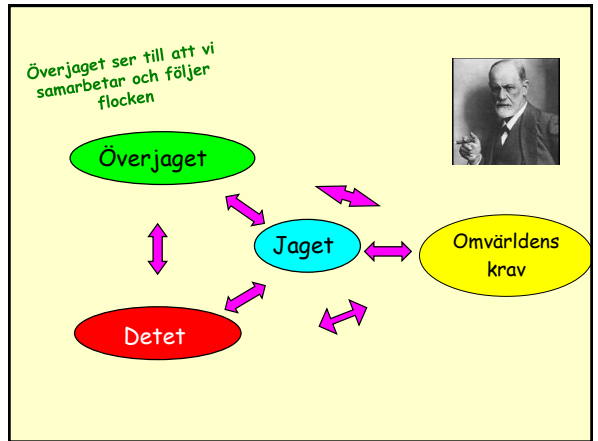 Överjaget ser till att vi
samarbetar och följer
flocken
Överjaget
Jaget
Omvärldens
krav
Detet